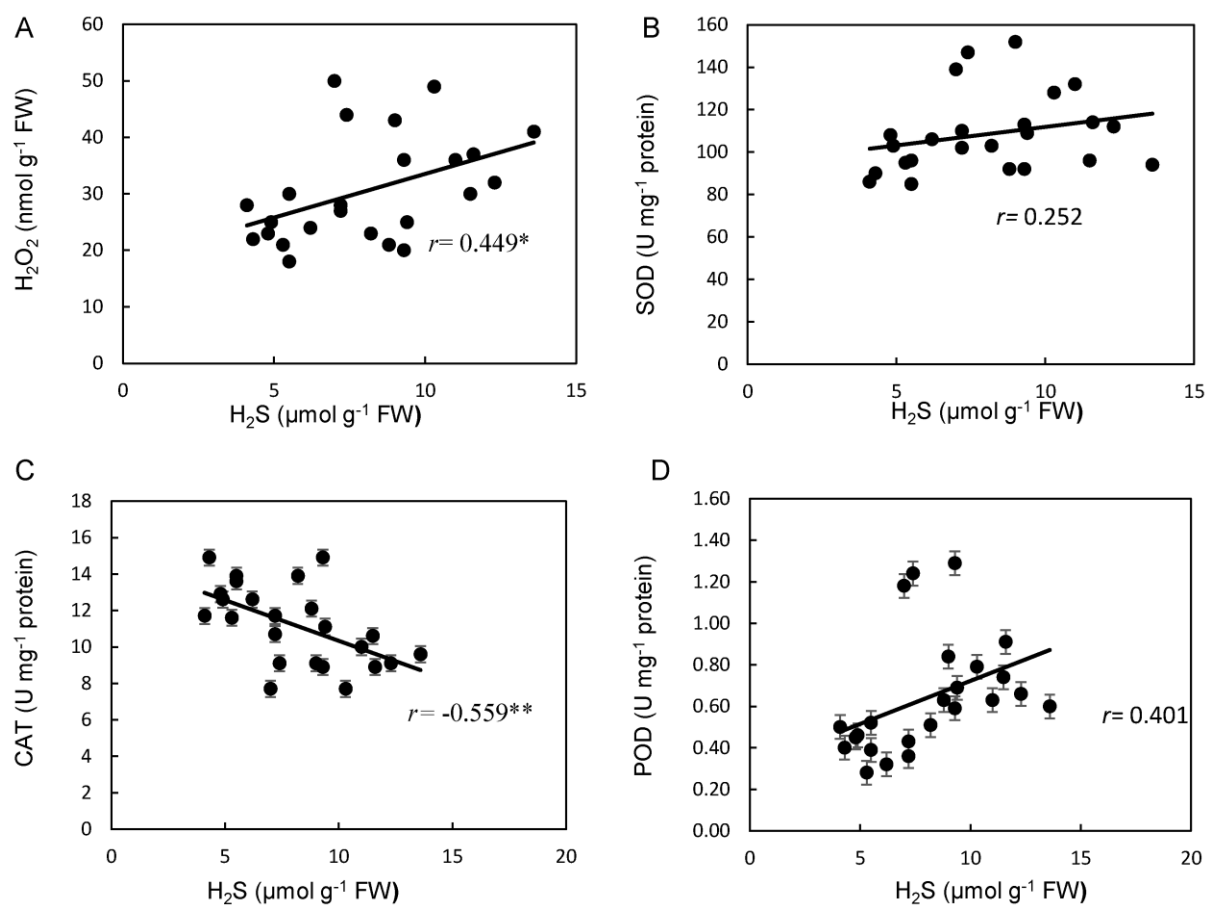 A
H₂O₂ (nmol g⁻¹ FW)
60
50
40
30
20
10
0
r= 0.449*
0 5 10 15
H₂S (µmol g⁻¹ FW)
B
SOD (U mg⁻¹ protein)
160
140
120
100
80
60
40
20
0
r= 0.252
0 5 10 15
H₂S (µmol g⁻¹ FW)
C
CAT (U mg⁻¹ protein)
18
16
14
12
10
8
6
4
2
0
r= -0.559**
0 5 10 15 20
H₂S (µmol g⁻¹ FW)
D
POD (U mg⁻¹ protein)
1.60
1.40
1.20
1.00
0.80
0.60
0.40
0.20
0.00
r= 0.401
0 5 10 15 20
H₂S (µmol g⁻¹ FW)